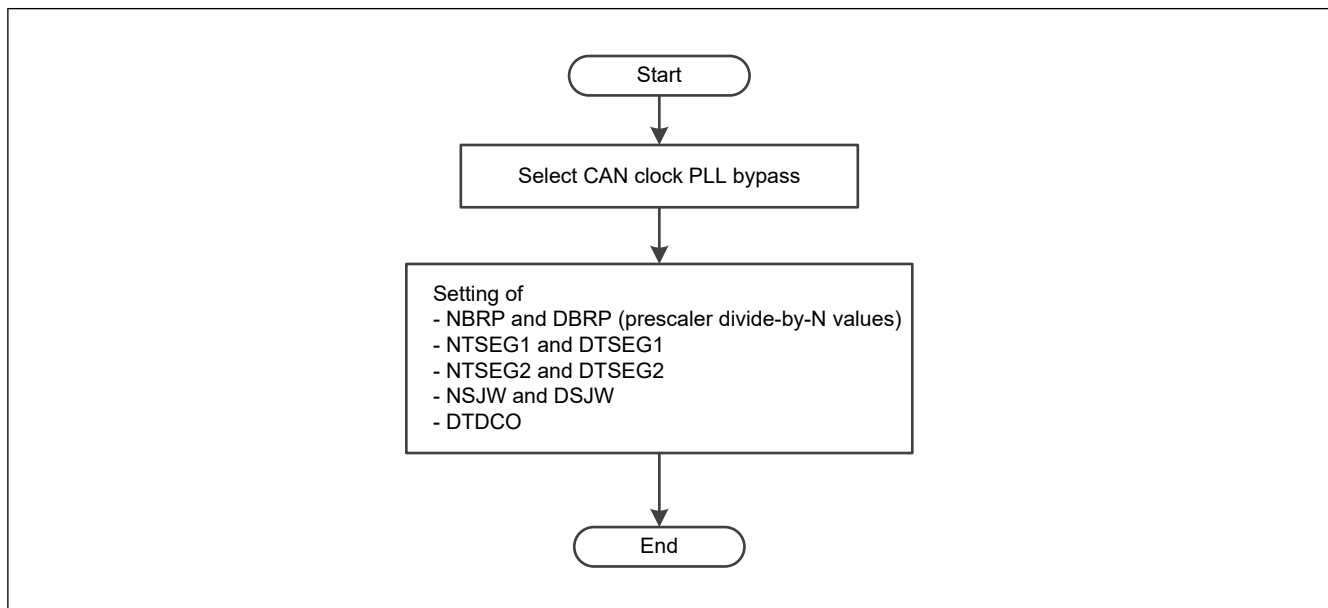 Start
Select CAN clock PLL bypass
Setting of
- NBRP and DBRP (prescaler divide-by-N values)
- NTSEG1 and DTSEG1
- NTSEG2 and DTSEG2
- NSJW and DSJW
- DTDCO
End